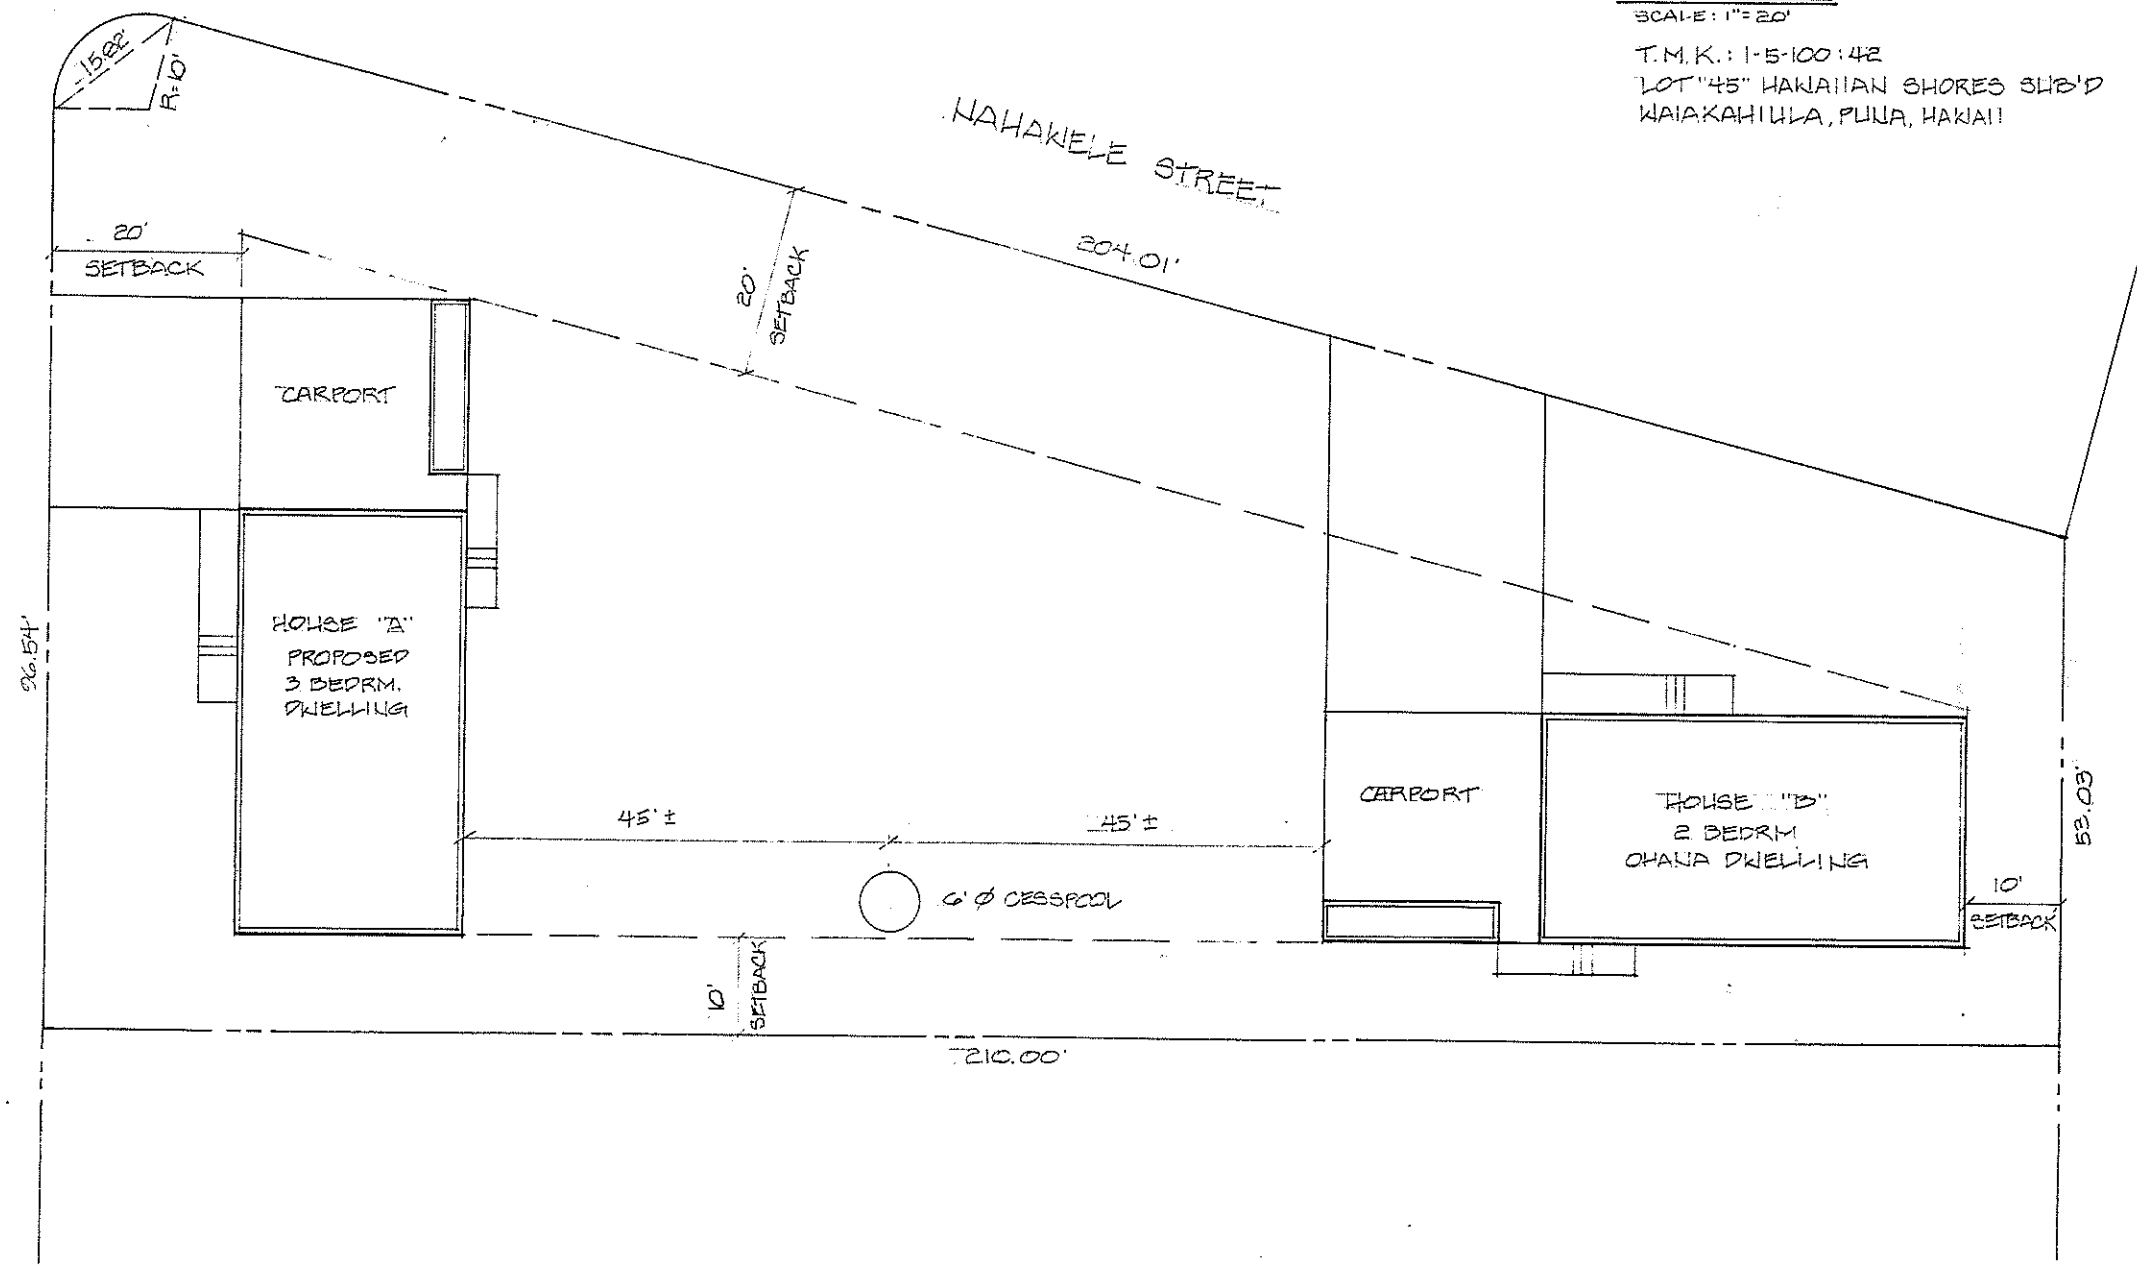 SCALE: 1"=20'
T.M.K.: 1-5-100:42
LOT "45" HAWAIIAN SHORES SUB'D
WAIAKAHIULA, PUNA, HAWAII
15.82'
R=10'
NAHAWELE STREET
204.01'
20'
SETBACK
20'
SETBACK
CARPORT
96.54'
HOUSE "A"
PROPOSED
3 BEDRM.
DWELLING
45' ±
45' ±
6' Ø CESSPOOL
CARPORT
HOUSE "B"
2 BEDRM
OHANA DWELLING
53.03'
10'
SETBACK
10'
SETBACK
210.00'